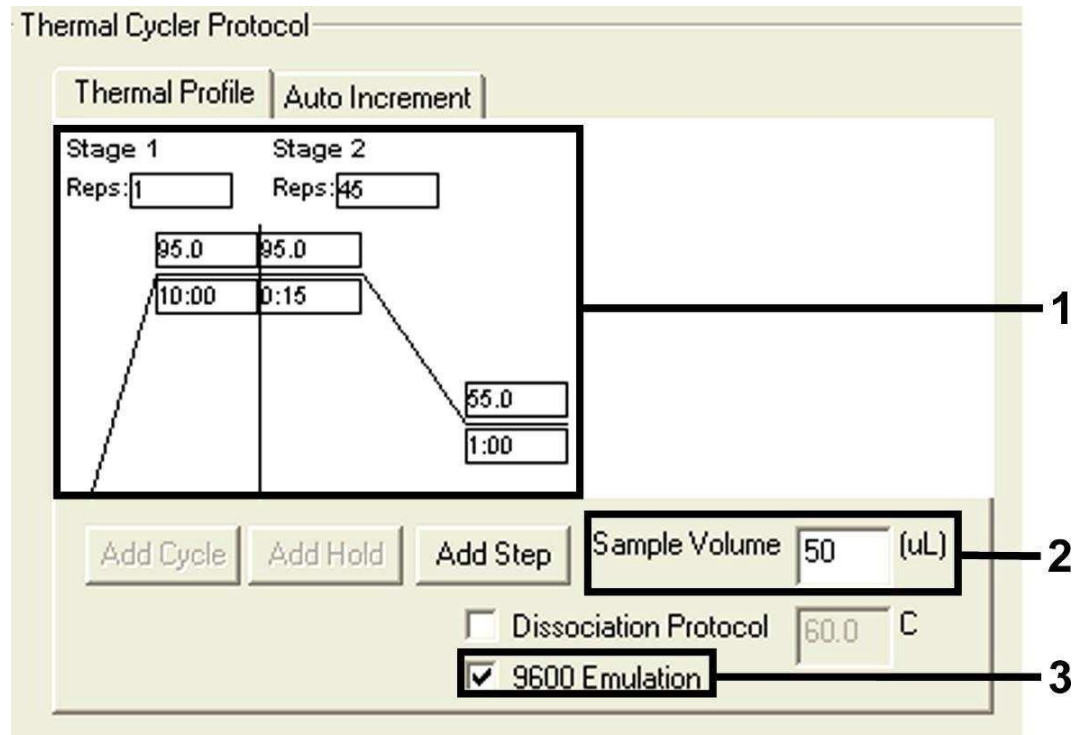 Thermal Cycler Protocol
Thermal Profile Auto Increment
Stage 1 Stage 2
Reps: 1 Reps: 45
95.0 95.0
10:00 0:15
1
55.0
1:00
Add Cycle Add Hold Add Step Sample Volume 50 (uL)
2
Dissociation Protocol 60.0 C
9600 Emulation
3